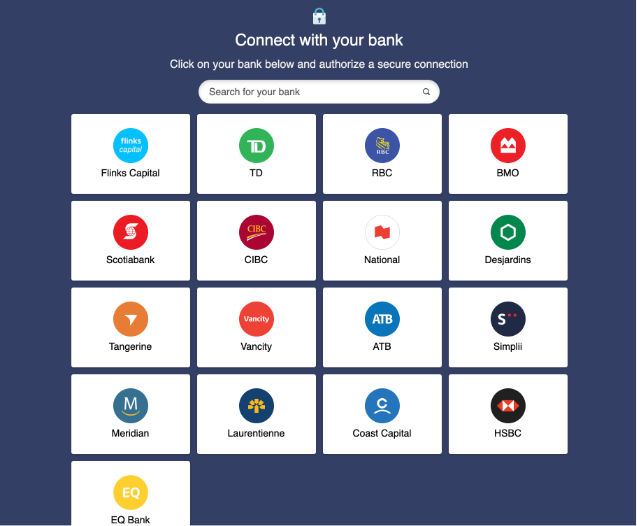 Connect with your bank
Click on your bank below and authorize a secure connection
Search for your bank
flinks
capital
Flinks Capital
TD
TD
RBC
RBC
BMO
Scotiabank
CIBC
CIBC
National
Desjardins
Tangerine
Vancity
Vancity
ATB
ATB
S
Simplii
M
Meridian
Laurentienne
C
Coast Capital
HSBC
EQ
EQ Bank